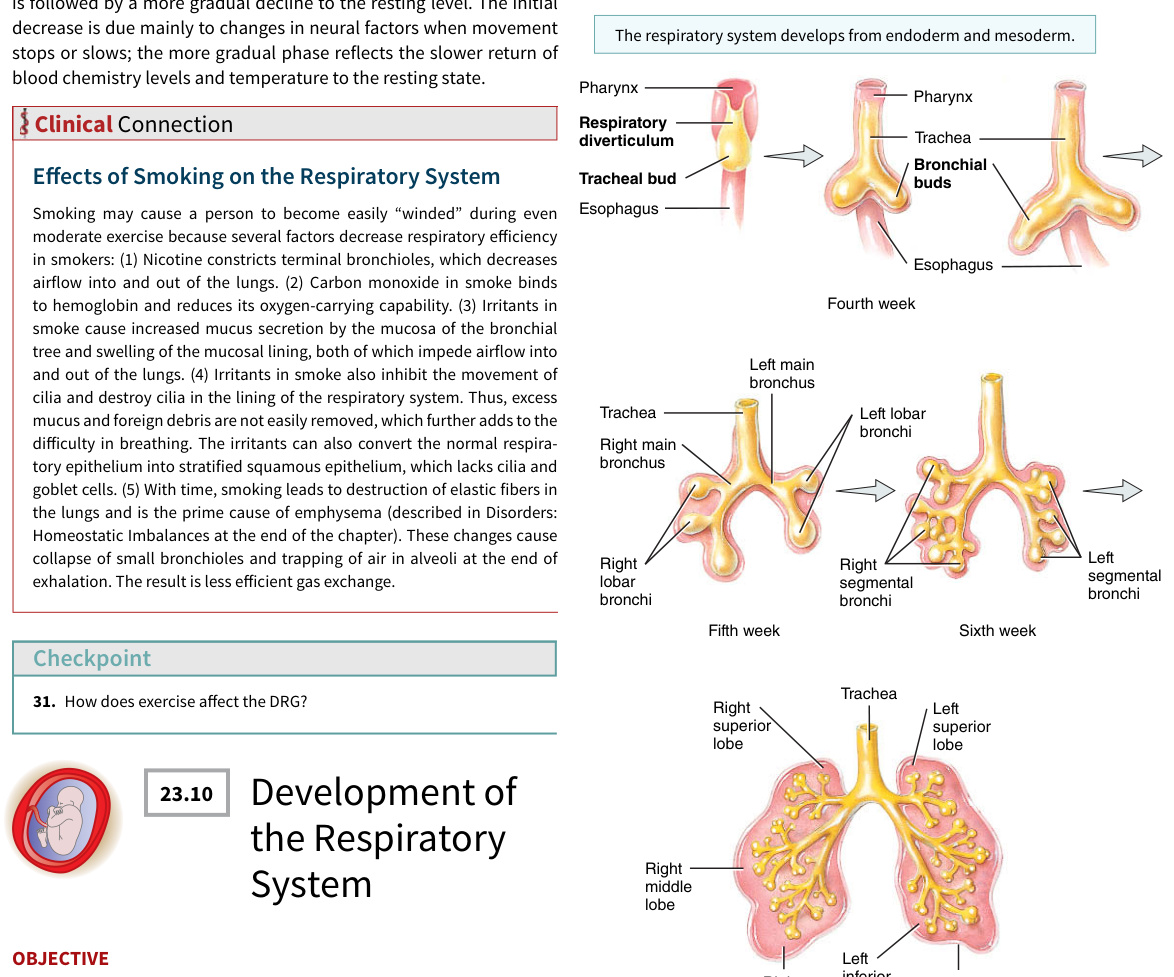 is followed by a more gradual decline to the resting level. The initial
decrease is due mainly to changes in neural factors when movement
stops or slows; the more gradual phase reflects the slower return of
blood chemistry levels and temperature to the resting state.
Clinical Connection
Effects of Smoking on the Respiratory System
Smoking may cause a person to become easily “winded” during even
moderate exercise because several factors decrease respiratory efficiency
in smokers: (1) Nicotine constricts terminal bronchioles, which decreases
airflow into and out of the lungs. (2) Carbon monoxide in smoke binds
to hemoglobin and reduces its oxygen-carrying capability. (3) Irritants in
smoke cause increased mucus secretion by the mucosa of the bronchial
tree and swelling of the mucosal lining, both of which impede airflow into
and out of the lungs. (4) Irritants in smoke also inhibit the movement of
cilia and destroy cilia in the lining of the respiratory system. Thus, excess
mucus and foreign debris are not easily removed, which further adds to the
difficulty in breathing. The irritants can also convert the normal respira-
tory epithelium into stratified squamous epithelium, which lacks cilia and
goblet cells. (5) With time, smoking leads to destruction of elastic fibers in
the lungs and is the prime cause of emphysema (described in Disorders:
Homeostatic Imbalances at the end of the chapter). These changes cause
collapse of small bronchioles and trapping of air in alveoli at the end of
exhalation. The result is less efficient gas exchange.
Checkpoint
31. How does exercise affect the DRG?
23.10
Development of
the Respiratory
System
OBJECTIVE
The respiratory system develops from endoderm and mesoderm.
Pharynx
Respiratory
diverticulum
Tracheal bud
Esophagus
Pharynx
Trachea
Bronchial
buds
Esophagus
Fourth week
Left main
bronchus
Trachea
Right main
bronchus
Left lobar
bronchi
Right
lobar
bronchi
Fifth week
Right
segmental
bronchi
Left
segmental
bronchi
Sixth week
Trachea
Right
superior
lobe
Left
superior
lobe
Right
middle
lobe
Left
inferior